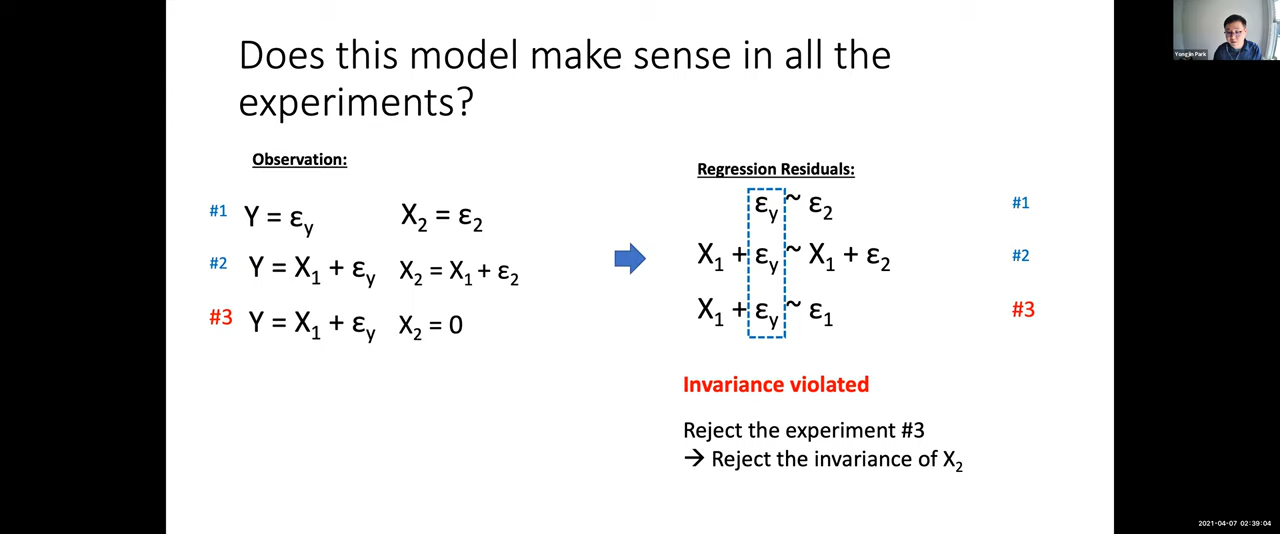 Does this model make sense in all the
experiments?
Observation:
#1 Y = εy X2 = ε2
#2 Y = X1 + εy X2 = X1 + ε2
#3 Y = X1 + εy X2 = 0
Regression Residuals:
εy ~ ε2 #1
X1 + εy ~ X1 + ε2 #2
X1 + εy ~ ε1 #3
Invariance violated
Reject the experiment #3
→ Reject the invariance of X2
Yongjin Park
2021-04-07 02:39:04